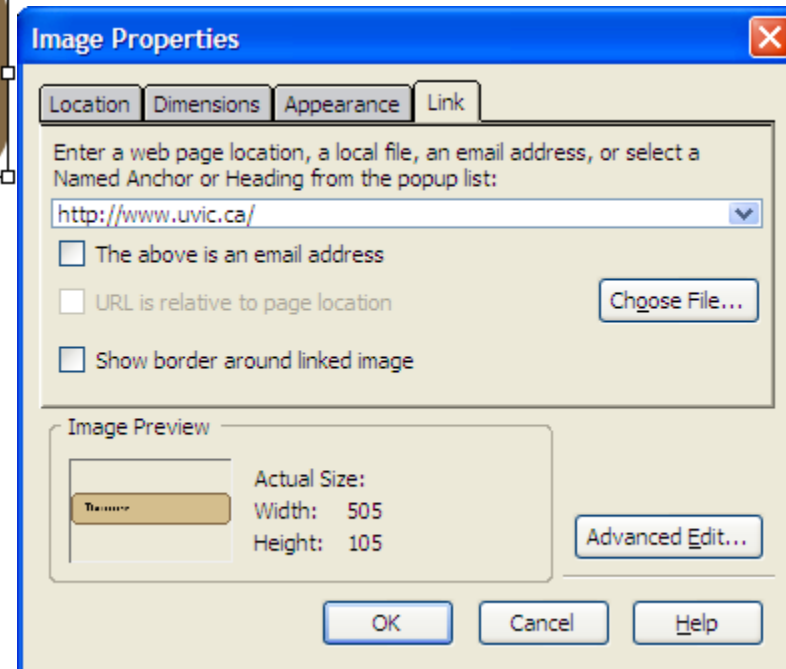 Image Properties
Location Dimensions Appearance Link
Enter a web page location, a local file, an email address, or select a
Named Anchor or Heading from the popup list:
http://www.uvic.ca/
The above is an email address
URL is relative to page location
Choose File...
Show border around linked image
Image Preview
Actual Size:
Width: 505
Height: 105
Advanced Edit...
OK Cancel Help